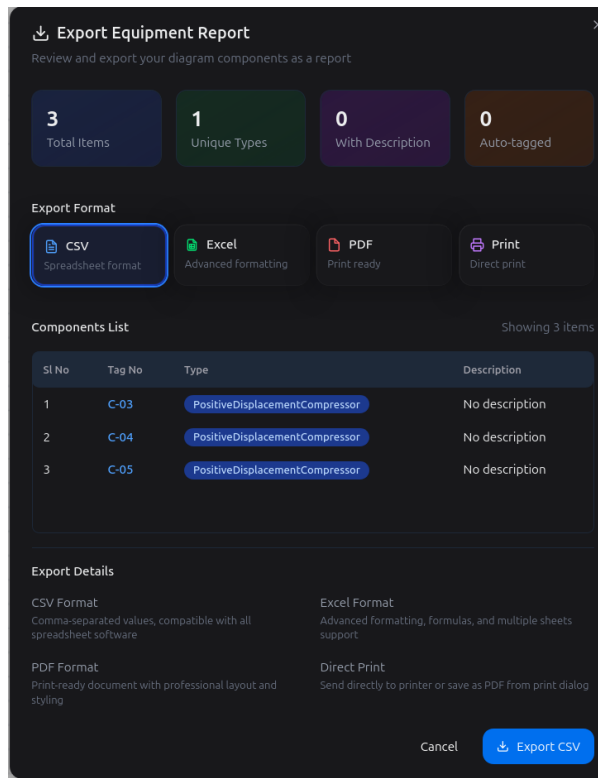 Export Equipment Report
Review and export your diagram components as a report
3
Total Items
1
Unique Types
0
With Description
0
Auto-tagged
Export Format
CSV
Spreadsheet format
Excel
Advanced formatting
PDF
Print ready
Print
Direct print
Components List
Showing 3 items
Sl No Tag No Type Description
1 C-03 PositiveDisplacementCompressor No description
2 C-04 PositiveDisplacementCompressor No description
3 C-05 PositiveDisplacementCompressor No description
Export Details
CSV Format
Comma-separated values, compatible with all
spreadsheet software
Excel Format
Advanced formatting, formulas, and multiple sheets
support
PDF Format
Print-ready document with professional layout and
styling
Direct Print
Send directly to printer or save as PDF from print dialog
Cancel
Export CSV